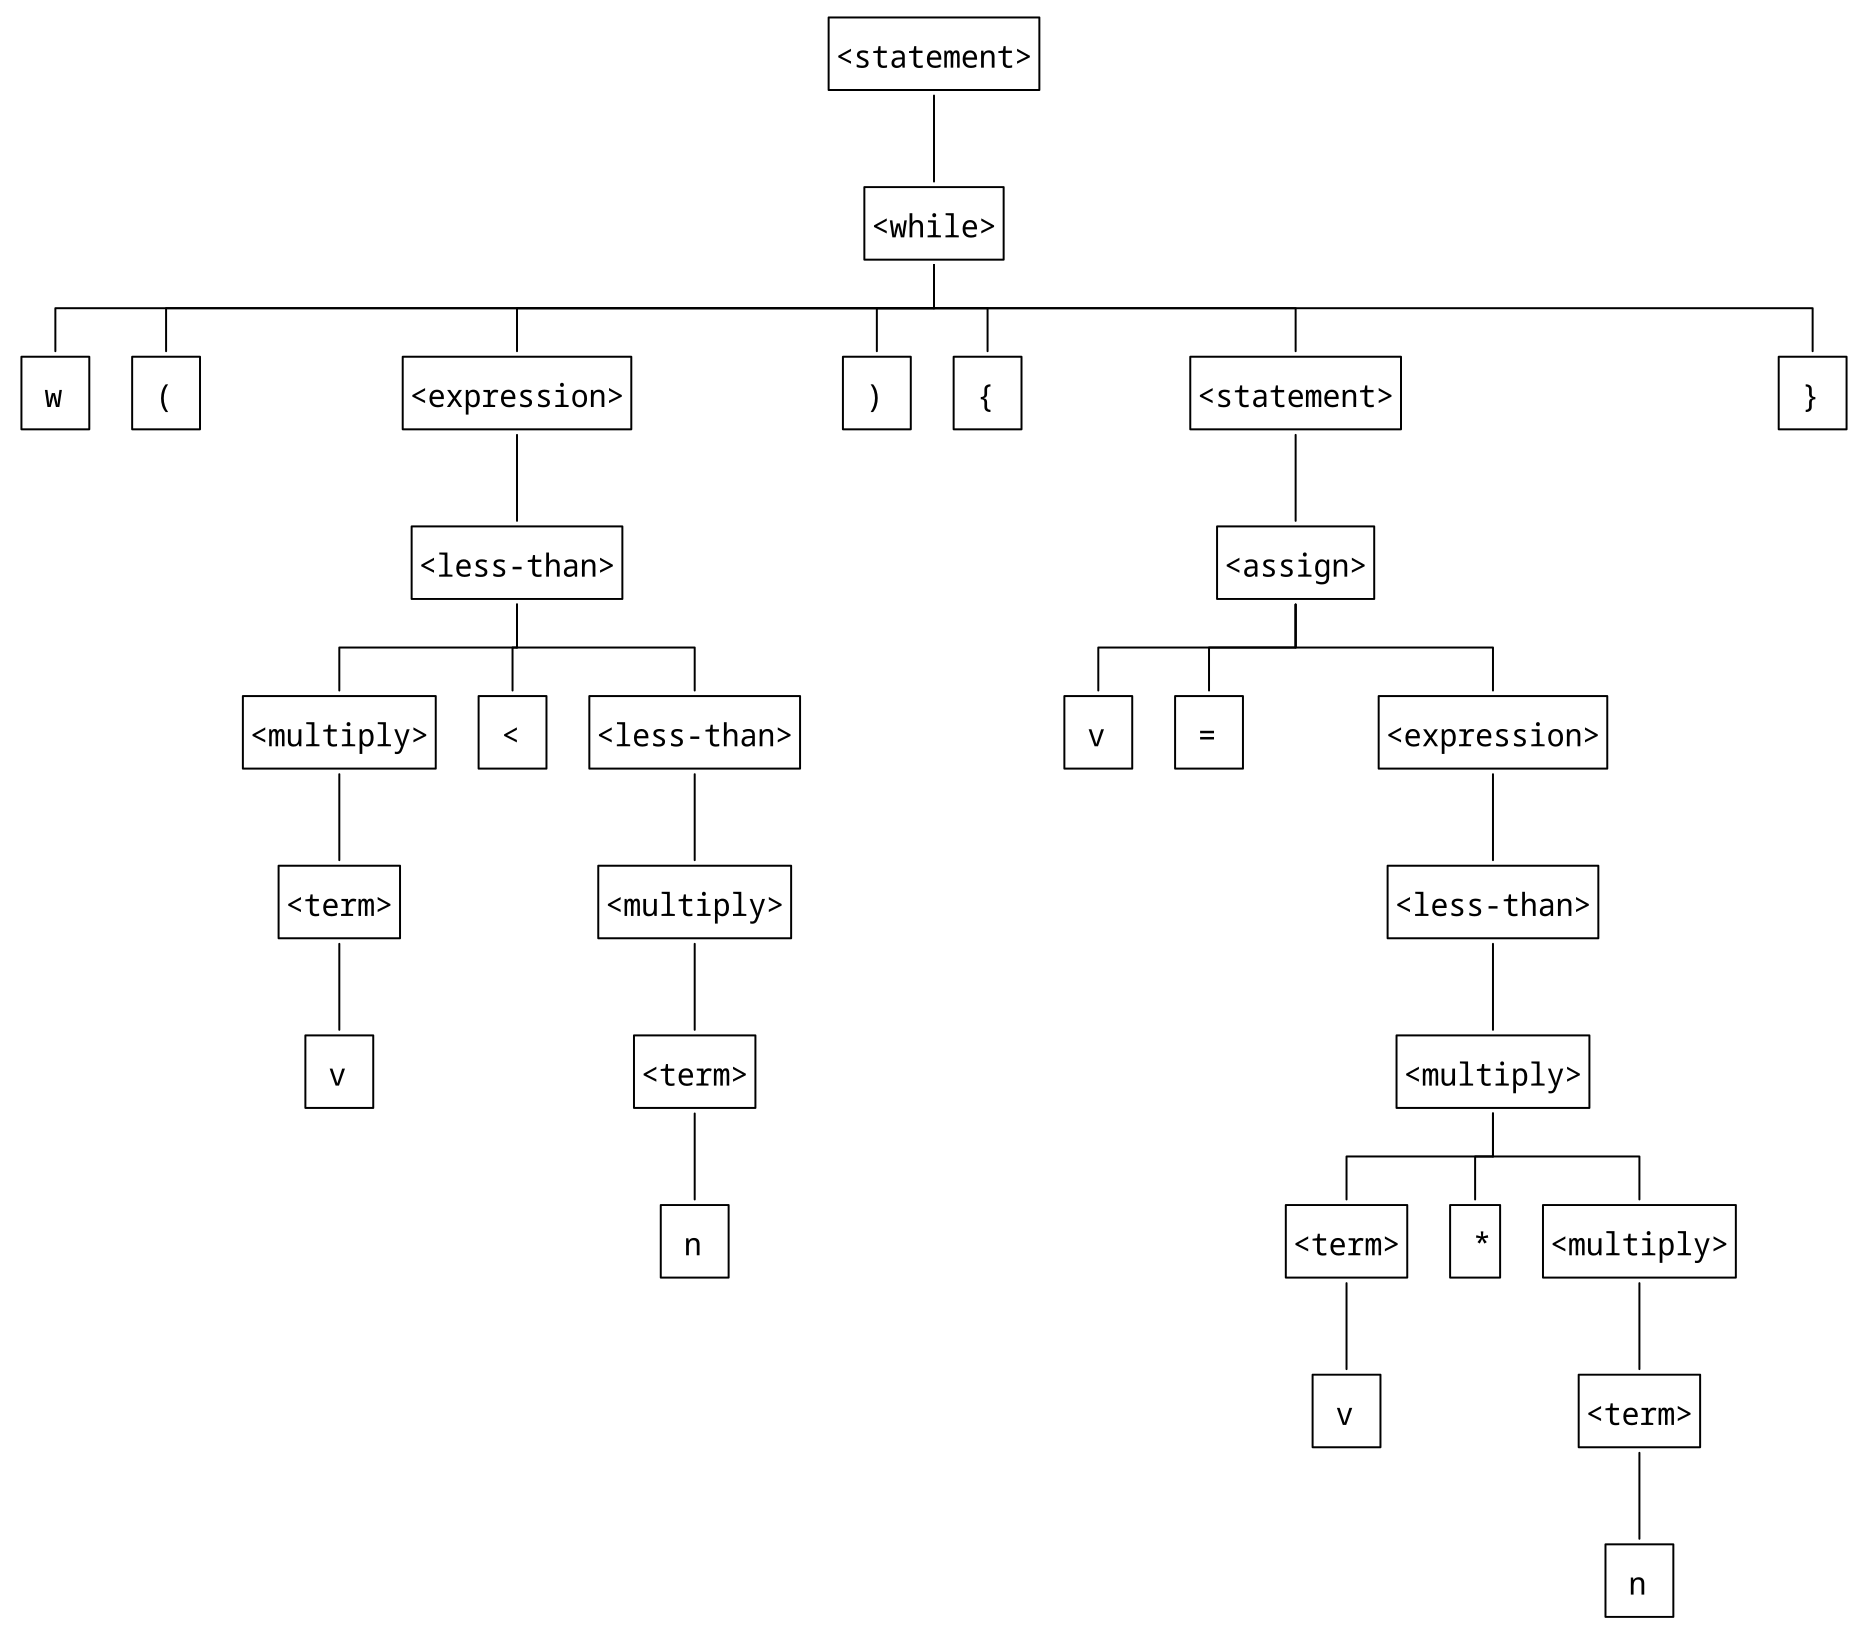 <statement>
<while>
w ( <expression> ) { <statement> }
<less-than> <assign>
<multiply> < <less-than> v = <expression>
<term> <multiply> <less-than>
v <term> <multiply>
n <term> * <multiply>
v <term>
n